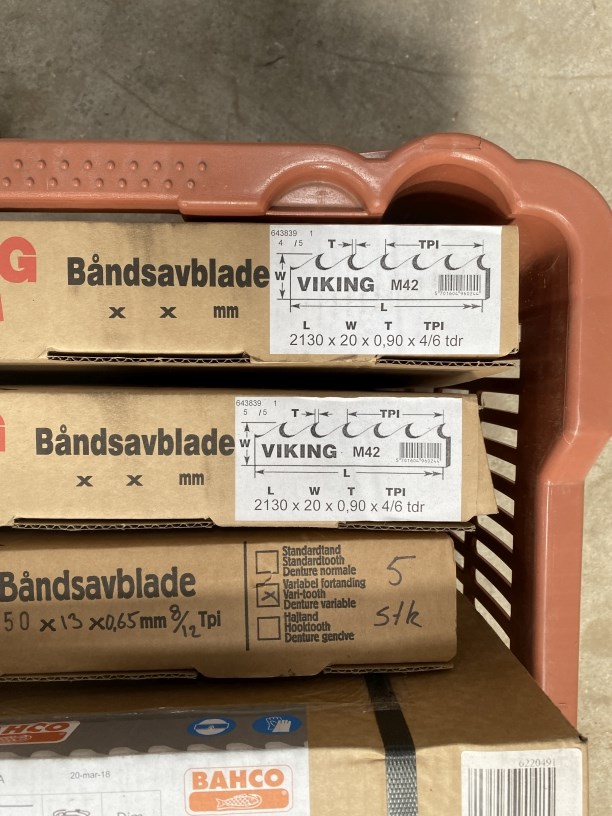 G
Båndsavblade
x x mm
643839 1
4 /5
T TPI
W
VIKING M42
5701604965244
L
L W T TPI
2130 x 20 x 0,90 x 4/6 tdr
G
Båndsavblade
x x mm
643839 1
5 /5
T TPI
W
VIKING M42
5701604965244
L
L W T TPI
2130 x 20 x 0,90 x 4/6 tdr
Båndsavblade
50 x 13 x 0,65 mm 8/12 Tpi
Standardtand
Standardtooth
Denture normale
Variabel fortanding
x Vari-tooth
Denture variable
Hajtand
Hooktooth
Denture gendve
5
stk
BAHCO
A
20-mar-18
BAHCO
6220491